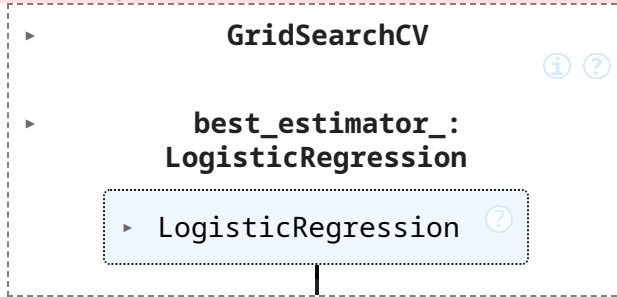 ▸ GridSearchCV
i ?
▸ best_estimator_:
LogisticRegression
▸ LogisticRegression ?